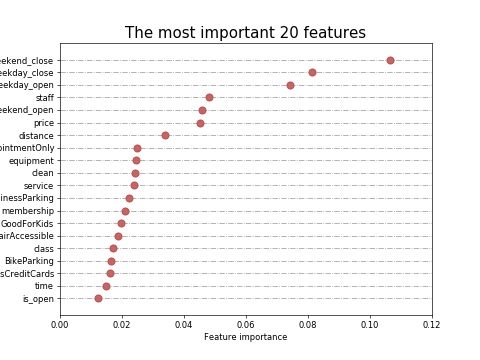 The most important 20 features
eekend_close
eekday_close
eekday_open
staff
eekend_open
price
distance
ointmentOnly
equipment
clean
service
inessParking
membership
GoodForKids
airAccessible
class
BikeParking
sCreditCards
time
is_open
0.00 0.02 0.04 0.06 0.08 0.10 0.12
Feature importance